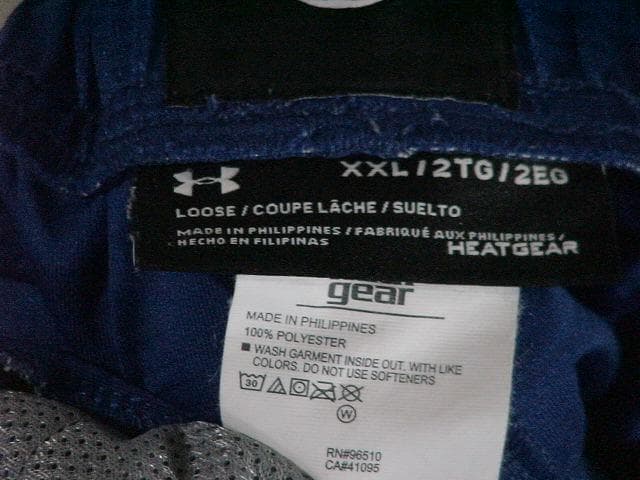 XXL / 2TG / 2EG
LOOSE / COUPE LÂCHE / SUELTO
MADE IN PHILIPPINES / FABRIQUÉ AUX PHILIPPINES /
HECHO EN FILIPINAS
HEATGEAR
gear
MADE IN PHILIPPINES
100% POLYESTER
■ WASH GARMENT INSIDE OUT. WITH LIKE
COLORS. DO NOT USE SOFTENERS
30
W
RN#96510
CA#41095